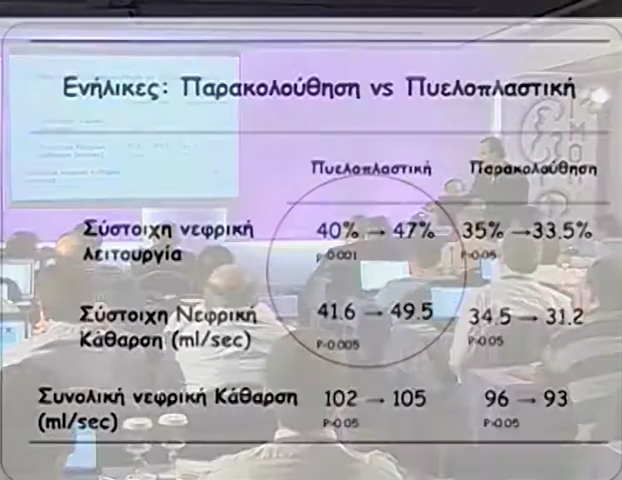 Ενήλικες: Παρακολούθηση vs Πυελοπλαστική
Πυελοπλαστική Παρακολούθηση
Σύστοιχη νεφρική 40% → 47% 35% →33.5%
λειτουργία
Σύστοιχη Νεφρική 41.6 → 49.5 34.5 → 31.2
Κάθαρση (ml/sec)
Συνολική νεφρική Κάθαρση 102 → 105 96 → 93
(ml/sec)